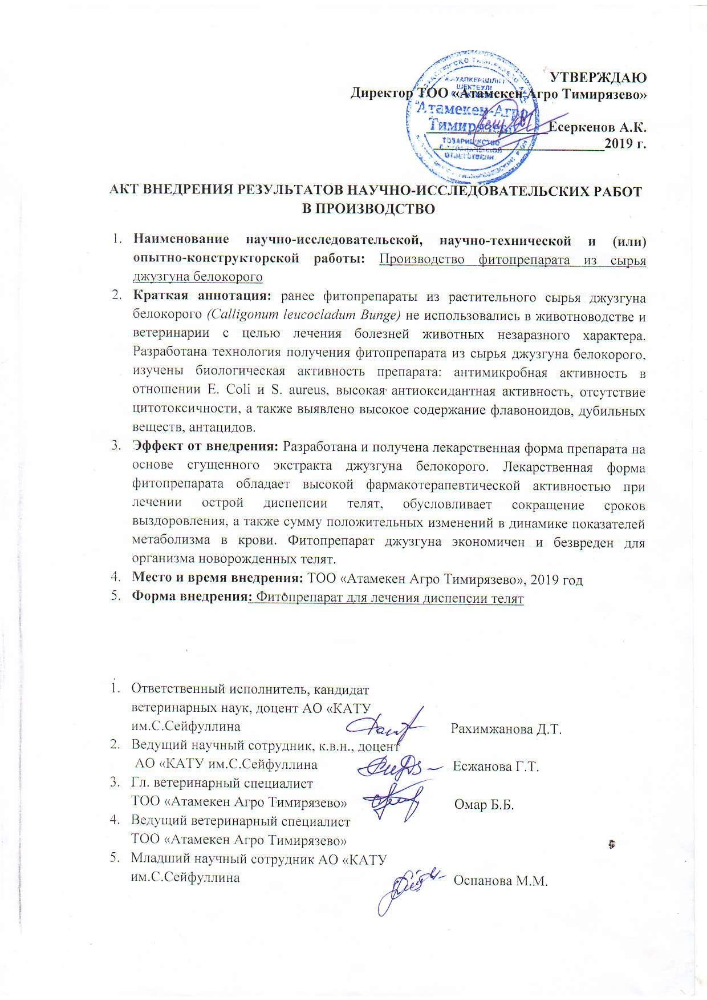 УТВЕРЖДАЮ
Директор ТОО «Атамекен-Агро Тимирязево»
Есеркенов А.К.
2019 г.
ЖАУАПКЕРШІЛІГІ
ШЕКТЕУЛІ
"Атамекен-Агро
Тимирязево"
ТОВАРИЩЕСТВО
АКТ ВНЕДРЕНИЯ РЕЗУЛЬТАТОВ НАУЧНО-ИССЛЕДОВАТЕЛЬСКИХ РАБОТ
В ПРОИЗВОДСТВО
1. Наименование научно-исследовательской, научно-технической и (или)
опытно-конструкторской работы: Производство фитопрепарата из сырья
джузгуна белокорого
2. Краткая аннотация: ранее фитопрепараты из растительного сырья джузгуна
белокорого (Calligonum leucocladum Bunge) не использовались в животноводстве и
ветеринарии с целью лечения болезней животных незаразного характера.
Разработана технология получения фитопрепарата из сырья джузгуна белокорого,
изучены биологическая активность препарата: антимикробная активность в
отношении E. Coli и S. aureus, высокая антиоксидантная активность, отсутствие
цитотоксичности, а также выявлено высокое содержание флавоноидов, дубильных
веществ, антацидов.
3. Эффект от внедрения: Разработана и получена лекарственная форма препарата на
основе сгущенного экстракта джузгуна белокорого. Лекарственная форма
фитопрепарата обладает высокой фармакотерапевтической активностью при
лечении острой диспепсии телят, обусловливает сокращение сроков
выздоровления, а также сумму положительных изменений в динамике показателей
метаболизма в крови. Фитопрепарат джузгуна экономичен и безвреден для
организма новорожденных телят.
4. Место и время внедрения: ТОО «Атамекен Агро Тимирязево», 2019 год
5. Форма внедрения: Фитопрепарат для лечения диспепсии телят
1. Ответственный исполнитель, кандидат
ветеринарных наук, доцент АО «КАТУ
им.С.Сейфуллина Рахимжанова Д.Т.
2. Ведущий научный сотрудник, к.в.н., доцент
АО «КАТУ им.С.Сейфуллина Есжанова Г.Т.
3. Гл. ветеринарный специалист
ТОО «Атамекен Агро Тимирязево» Омар Б.Б.
4. Ведущий ветеринарный специалист
ТОО «Атамекен Агро Тимирязево»
5. Младший научный сотрудник АО «КАТУ
им.С.Сейфуллина Оспанова М.М.